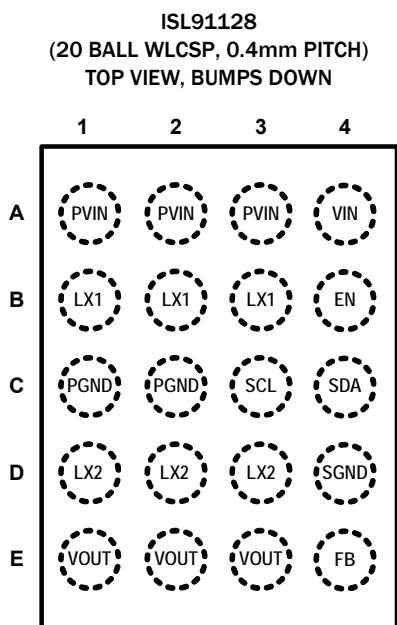 ISL91128
(20 BALL WLCSP, 0.4mm PITCH)
TOP VIEW, BUMPS DOWN
1 2 3 4
A PVIN PVIN PVIN VIN
B LX1 LX1 LX1 EN
C PGND PGND SCL SDA
D LX2 LX2 LX2 SGND
E VOUT VOUT VOUT FB